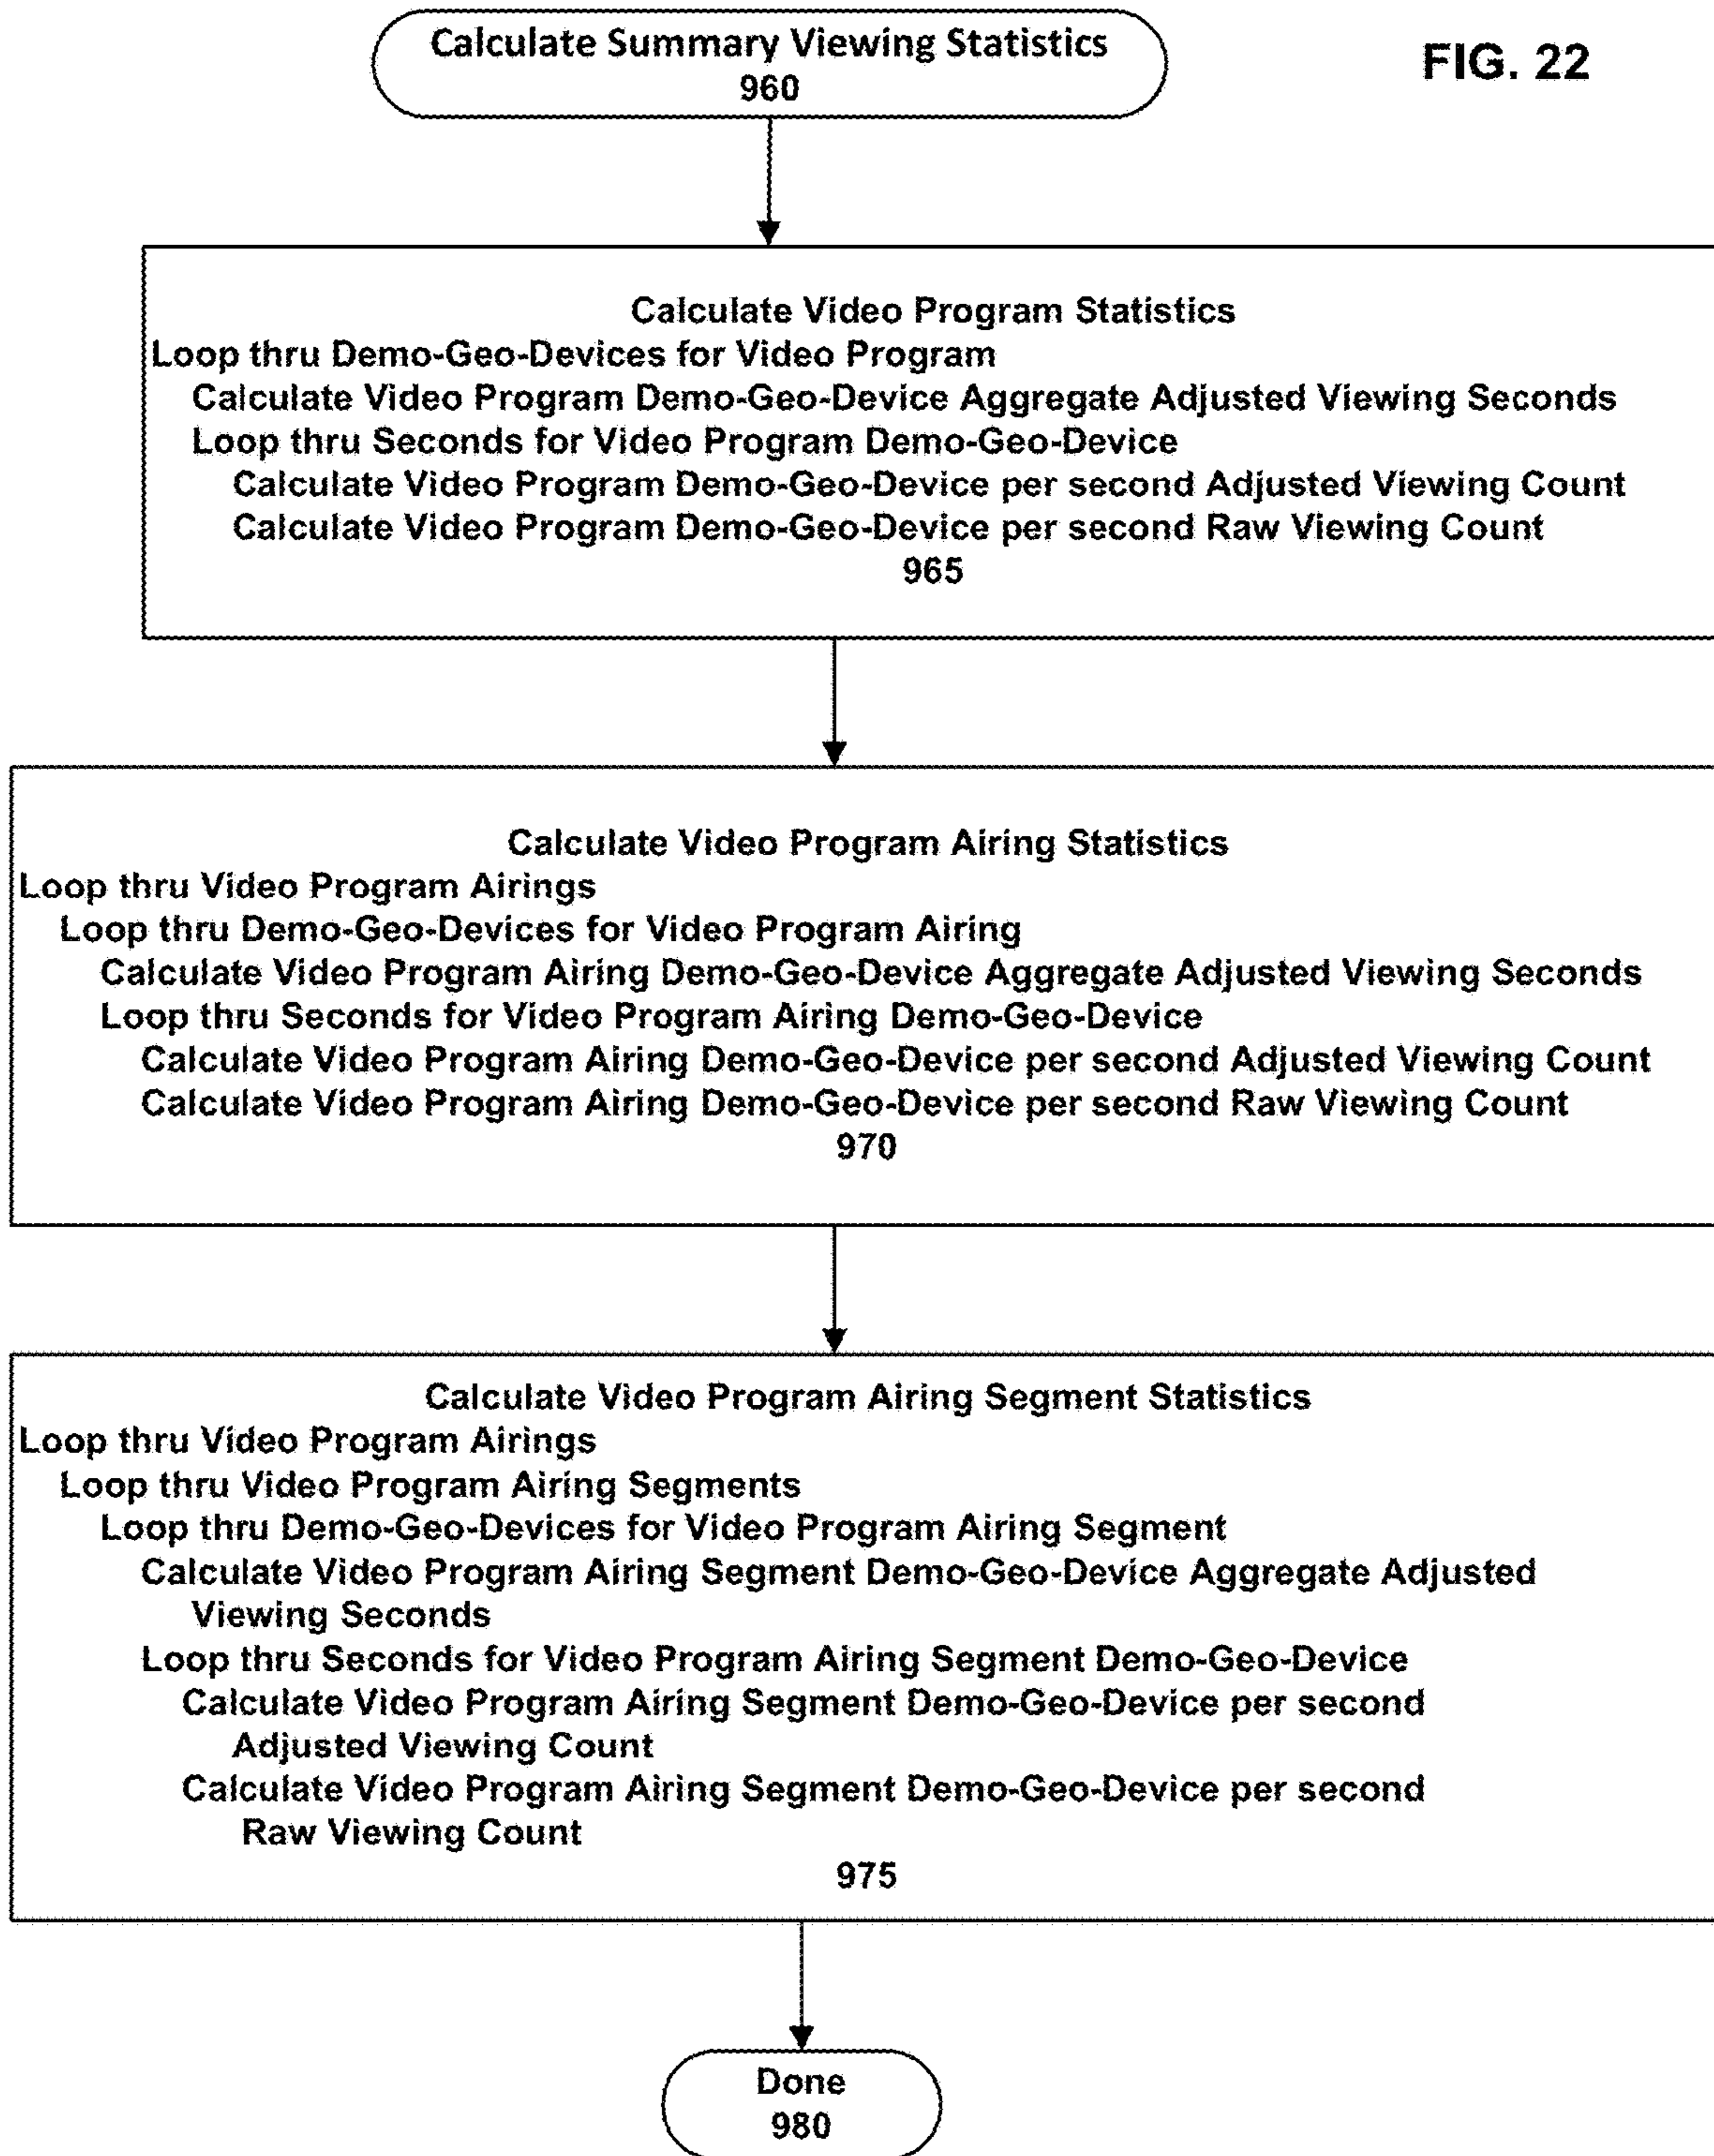 Calculate Summary Viewing Statistics
960
FIG. 22
Calculate Video Program Statistics
Loop thru Demo-Geo-Devices for Video Program
Calculate Video Program Demo-Geo-Device Aggregate Adjusted Viewing Seconds
Loop thru Seconds for Video Program Demo-Geo-Device
Calculate Video Program Demo-Geo-Device per second Adjusted Viewing Count
Calculate Video Program Demo-Geo-Device per second Raw Viewing Count
965
Calculate Video Program Airing Statistics
Loop thru Video Program Airings
Loop thru Demo-Geo-Devices for Video Program Airing
Calculate Video Program Airing Demo-Geo-Device Aggregate Adjusted Viewing Seconds
Loop thru Seconds for Video Program Airing Demo-Geo-Device
Calculate Video Program Airing Demo-Geo-Device per second Adjusted Viewing Count
Calculate Video Program Airing Demo-Geo-Device per second Raw Viewing Count
970
Calculate Video Program Airing Segment Statistics
Loop thru Video Program Airings
Loop thru Video Program Airing Segments
Loop thru Demo-Geo-Devices for Video Program Airing Segment
Calculate Video Program Airing Segment Demo-Geo-Device Aggregate Adjusted
Viewing Seconds
Loop thru Seconds for Video Program Airing Segment Demo-Geo-Device
Calculate Video Program Airing Segment Demo-Geo-Device per second
Adjusted Viewing Count
Calculate Video Program Airing Segment Demo-Geo-Device per second
Raw Viewing Count
975
Done
980